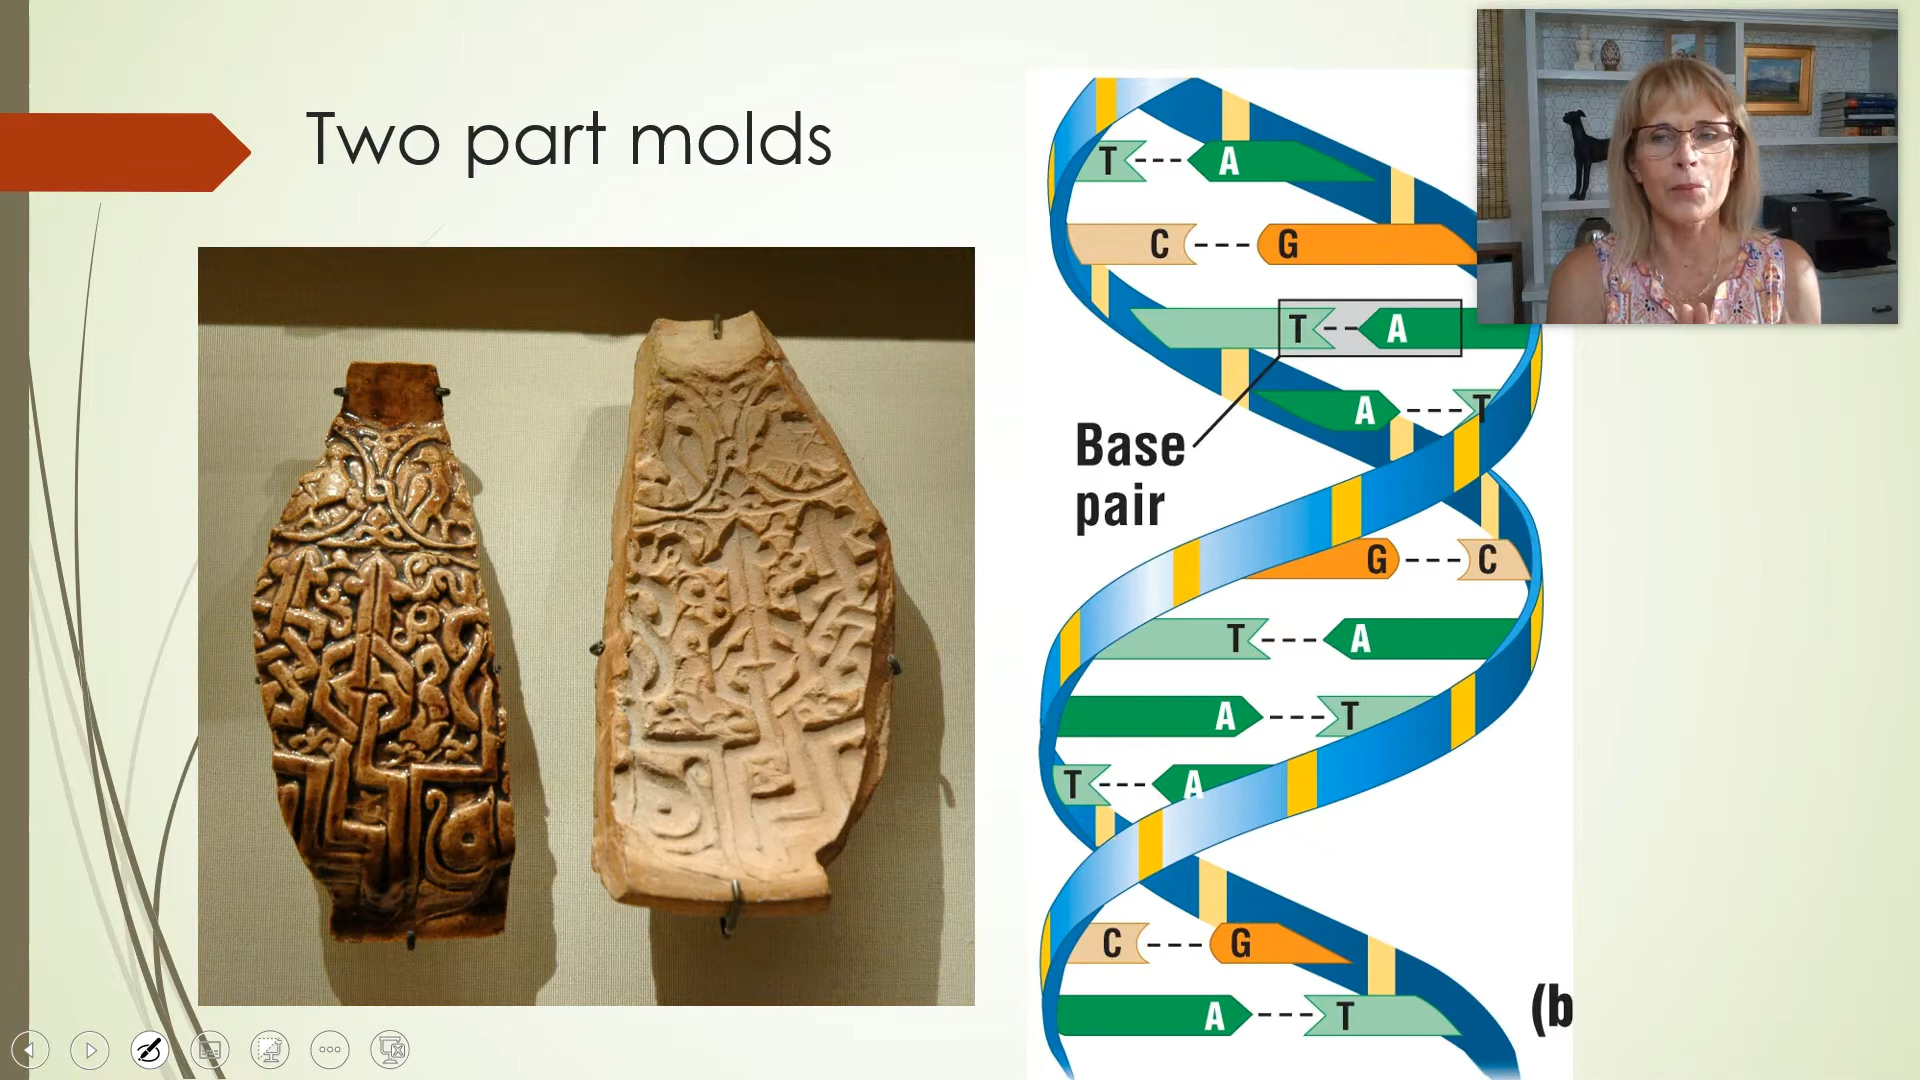 Two part molds
T A
C G
T A
A T
Base
pair
G C
T A
A T
T A
C G
A T
(b